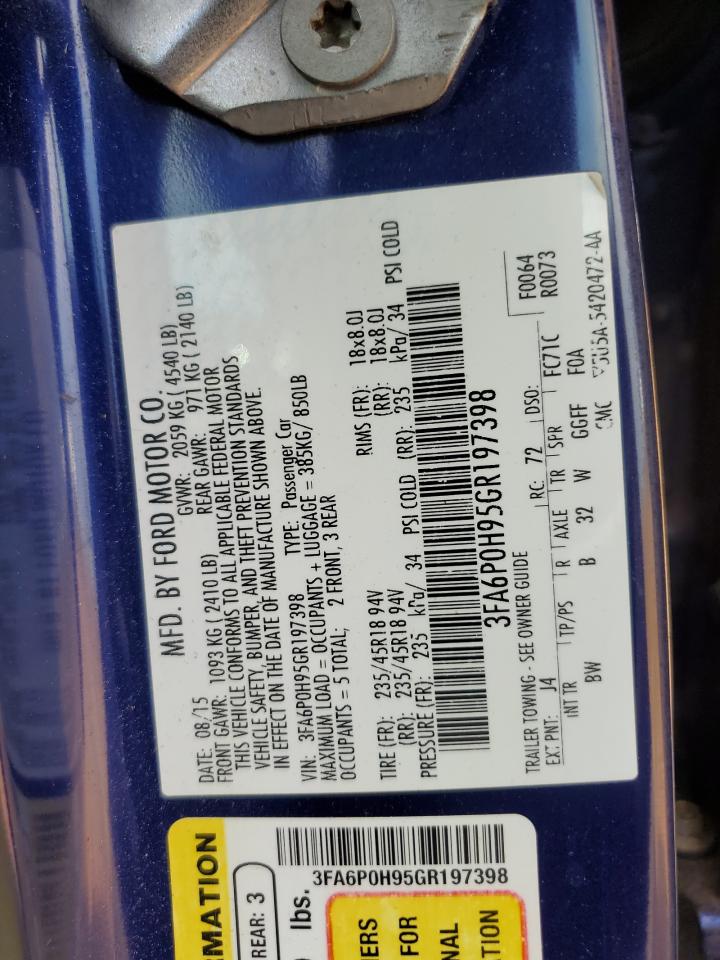 MFD. BY FORD MOTOR CO.
DATE: 08/15 GVWR: 2059 KG ( 4540 LB)
FRONT GAWR: 1093 KG ( 2410 LB) REAR GAWR: 971 KG ( 2140 LB)
THIS VEHICLE CONFORMS TO ALL APPLICABLE FEDERAL MOTOR
VEHICLE SAFETY, BUMPER, AND THEFT PREVENTION STANDARDS
IN EFFECT ON THE DATE OF MANUFACTURE SHOWN ABOVE.
VIN: 3FA6P0H95GR197398 TYPE: Passenger Car
MAXIMUM LOAD = OCCUPANTS + LUGGAGE = 385KG/ 850LB
OCCUPANTS = 5 TOTAL: 2 FRONT, 3 REAR
TIRE (FR): 235/45R18 94V RIMS (FR): 18x8.0J
(RR): 235/45R18 94V (RR): 18x8.0J
PRESSURE (FR): 235 kPa/ 34 PSI COLD (RR): 235 kPa/ 34 PSI COLD
3FA6P0H95GR197398
TRAILER TOWING - SEE OWNER GUIDE
F0064
R0073
EXT PNT: J4 RC: 72 DSO: FC71C
INT TR TP/PS R AXLE TR SPR F0A
BW B 32 W GGFF
5420472-AA
RMATION
REAR: 3
lbs.
3FA6P0H95GR197398
ERS
FOR
NAL
TION